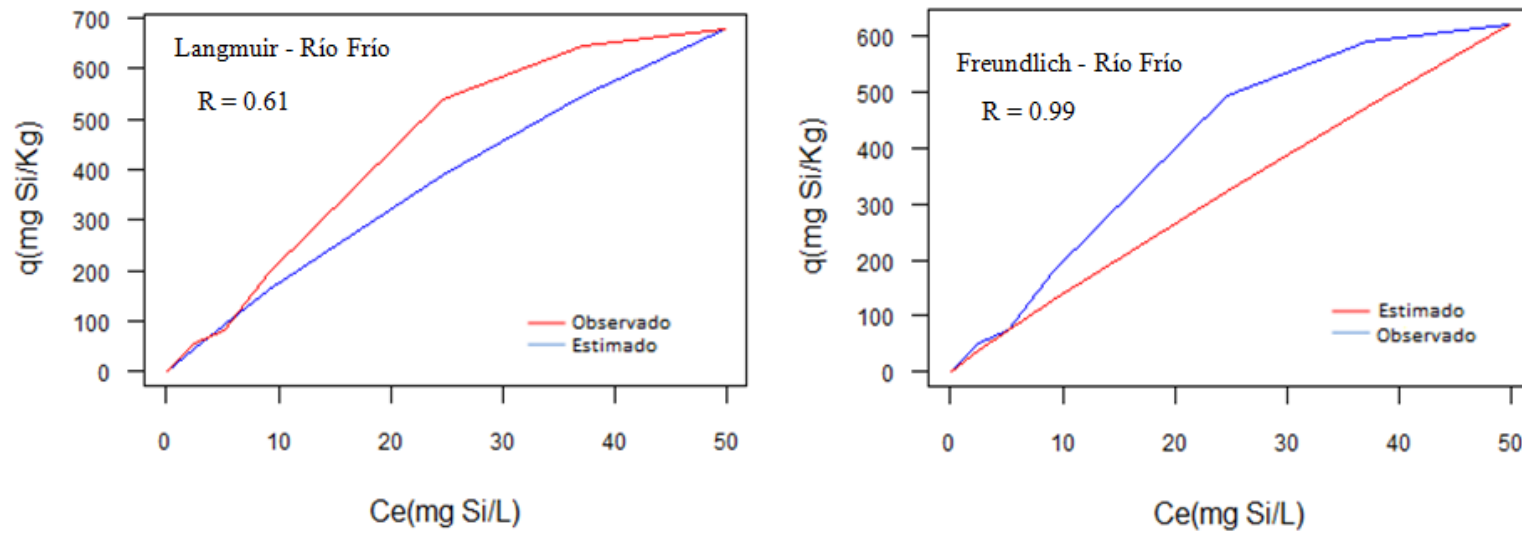 Langmuir - Río Frío
R = 0.61
q(mg Si/Kg)
700
600
500
400
300
200
100
0
Observado
Estimado
0 10 20 30 40 50
Ce(mg Si/L)
Freundlich - Río Frío
R = 0.99
q(mg Si/Kg)
600
500
400
300
200
100
0
Estimado
Observado
0 10 20 30 40 50
Ce(mg Si/L)